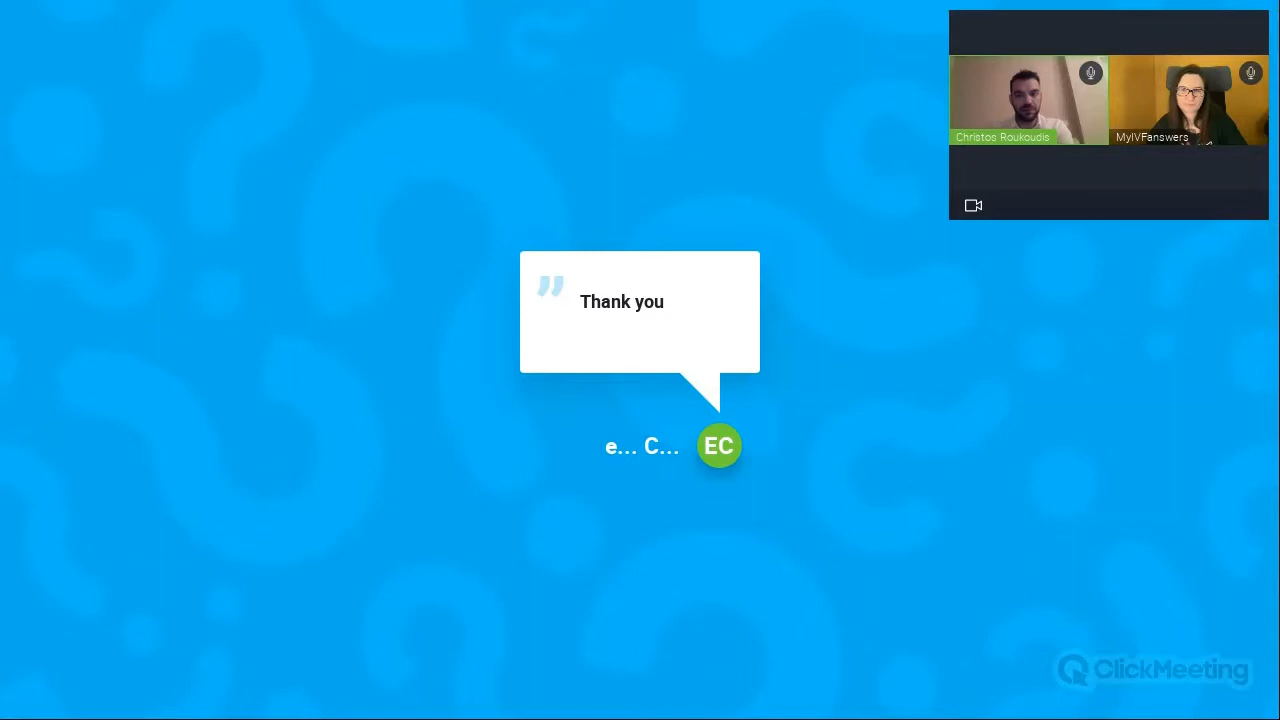 Christos Roukoudis
MyIVFanswers
Thank you
e... C...
EC
ClickMeeting